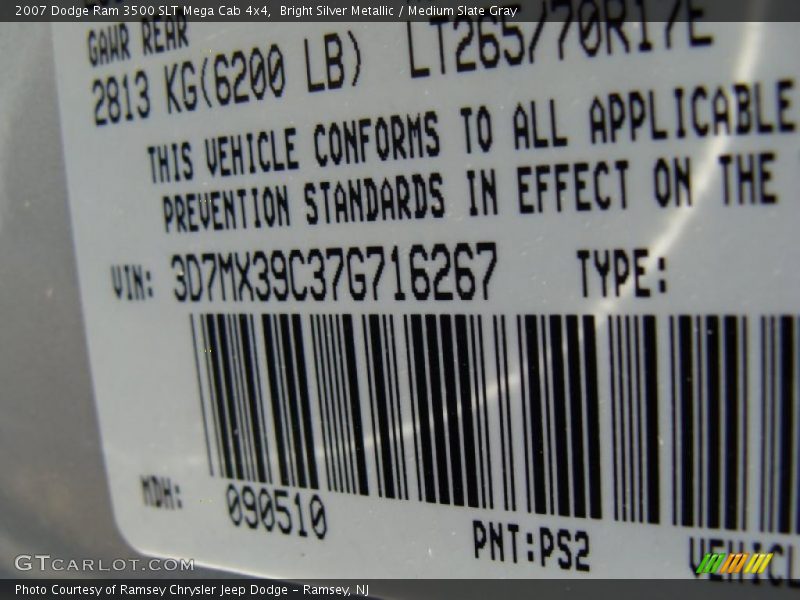 2007 Dodge Ram 3500 SLT Mega Cab 4x4, Bright Silver Metallic / Medium Slate Gray
GAWR REAR
2813 KG(6200 LB) LT265/70R17E
THIS VEHICLE CONFORMS TO ALL APPLICABLE
PREVENTION STANDARDS IN EFFECT ON THE
VIN: 3D7MX39C37G716267 TYPE:
MDH: 090510
PNT:PS2
VEHICL
GTCARLOT.COM
Photo Courtesy of Ramsey Chrysler Jeep Dodge - Ramsey, NJ